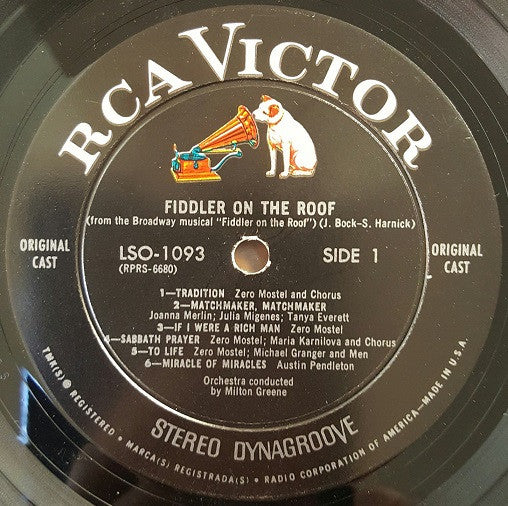 RCA VICTOR
FIDDLER ON THE ROOF
(from the Broadway musical "Fiddler on the Roof") (J. Bock-S. Harnick)
ORIGINAL
CAST
LSO-1093
(RPRS-6680)
SIDE 1
ORIGINAL
CAST
1—TRADITION Zero Mostel and Chorus
2—MATCHMAKER, MATCHMAKER
Joanna Merlin; Julia Migenes; Tanya Everett
3—IF I WERE A RICH MAN Zero Mostel
4—SABBATH PRAYER Zero Mostel; Maria Karnilova and Chorus
5—TO LIFE Zero Mostel; Michael Granger and Men
6—MIRACLE OF MIRACLES Austin Pendleton
Orchestra conducted
by Milton Greene
STEREO DYNAGROOVE
TMK(S) ® REGISTERED • MARCA(S) REGISTRADA(S) • RADIO CORPORATION OF AMERICA—MADE IN U.S.A.